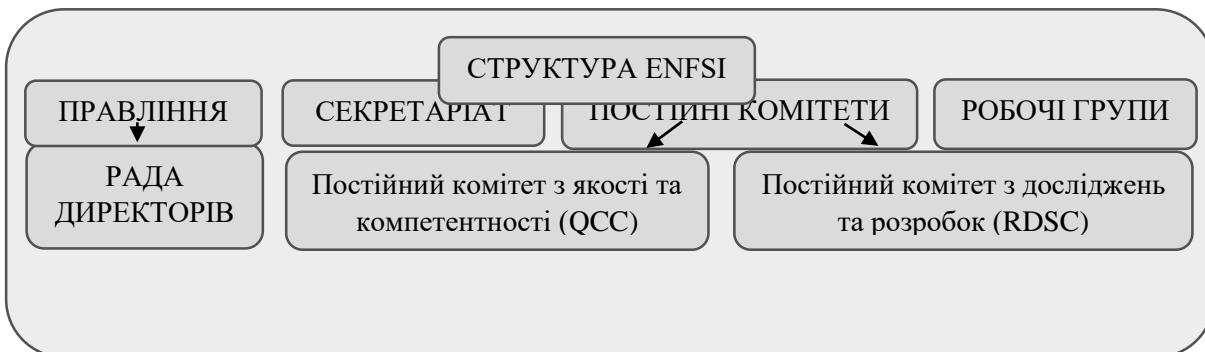 СТРУКТУРА ENFSI
ПРАВЛІННЯ
СЕКРЕТАРІАТ
ПОСТІЙНІ КОМІТЕТИ
РОБОЧІ ГРУПИ
РАДА
ДИРЕКТОРІВ
Постійний комітет з якості та
компетентності (QCC)
Постійний комітет з досліджень
та розробок (RDSC)